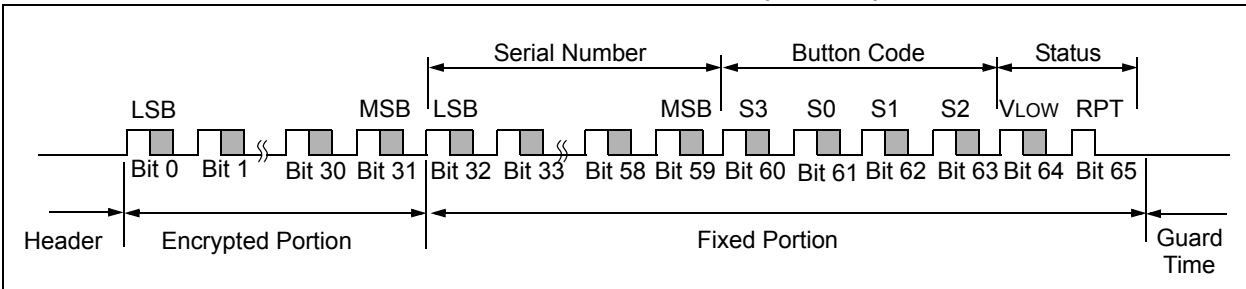 Serial Number Button Code Status
LSB MSB LSB MSB S3 S0 S1 S2 VLOW RPT
Bit 0 Bit 1 Bit 30 Bit 31 Bit 32 Bit 33 Bit 58 Bit 59 Bit 60 Bit 61 Bit 62 Bit 63 Bit 64 Bit 65
Header Encrypted Portion Fixed Portion Guard
Time